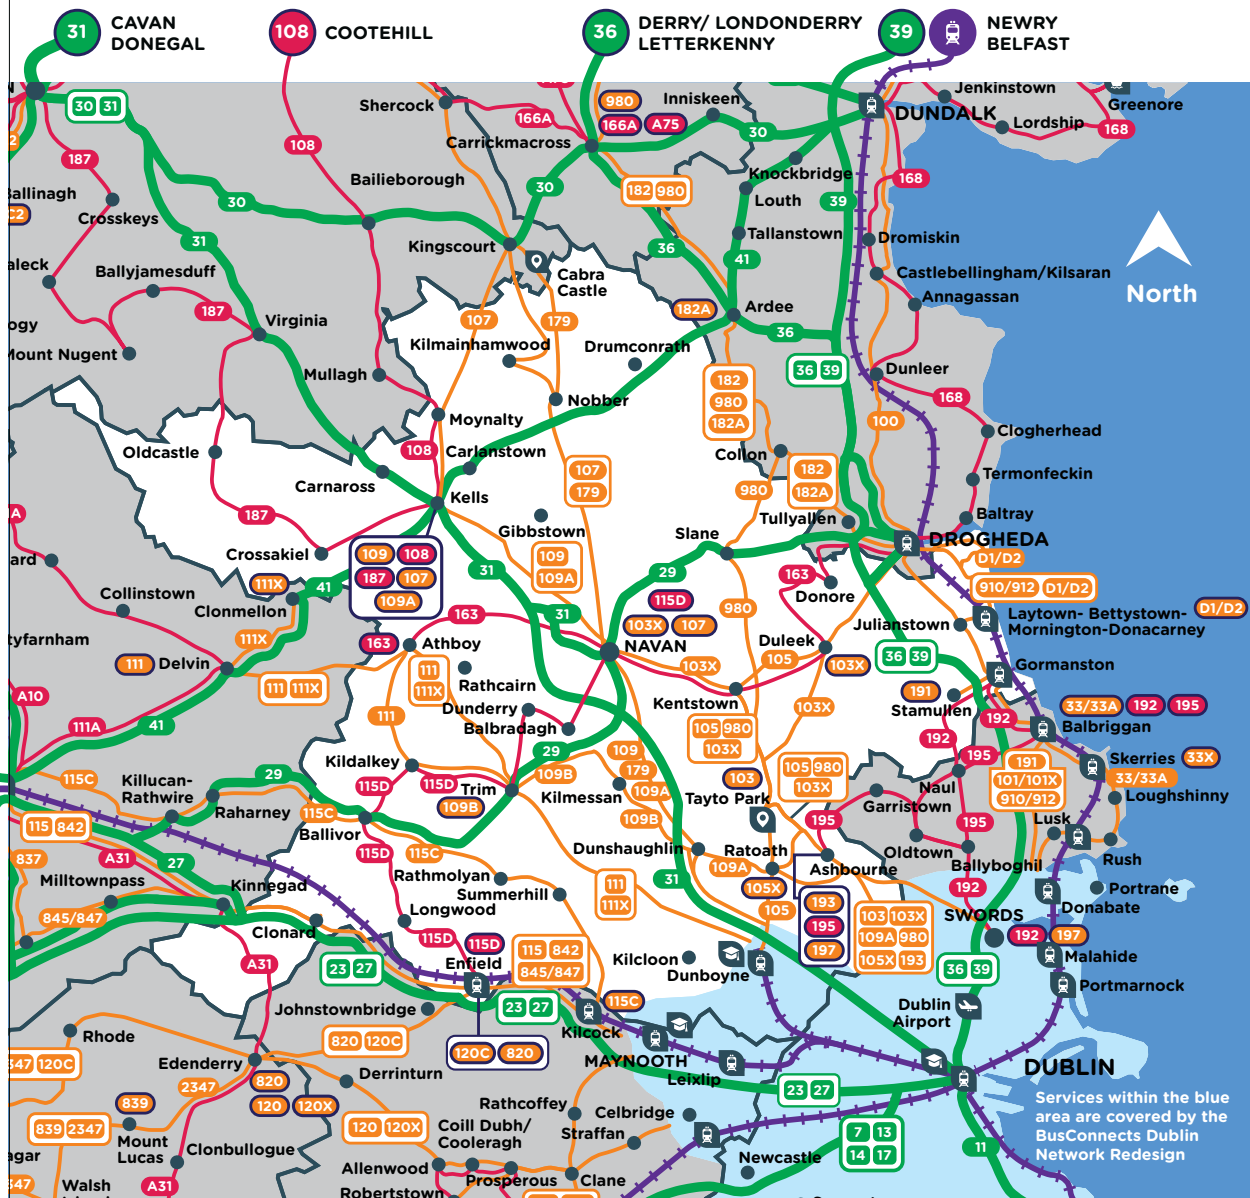 31
CAVAN
DONEGAL
108
COOTEHILL
36
DERRY/ LONDONDERRY
LETTERKENNY
39
NEWRY
BELFAST
30 31
Shercock
166A
980
166A A75
Inniskeen
Jenkinstown
Greenore
DUNDALK
Lordship
168
187
108
Carrickmacross
30
Ballinagh
C2
Crosskeys
30
Bailieborough
30
182 980
Knockbridge
Louth
39
168
31
Kingscourt
36
Tallanstown
Dromiskin
aleck
Ballyjamesduff
Cabra
Castle
41
Castlebellingham/Kilsaran
Annagassan
North
187
Virginia
107
179
182A
Ardee
36
ogy
Mount Nugent
Kilmainhamwood
Drumconrath
36 39
Dunleer
Mullagh
182
980
182A
168
Moynalty
Nobber
100
Clogherhead
Oldcastle
108
Carlanstown
Collon
Carnaross
107
179
182
182A
Termonfeckin
Kells
980
187
Gibbstown
Tullyallen
Baltray
A
Slane
DROGHEDA
ard
Crossakiel
109 108
187 107
109A
109
109A
D1/D2
111X
41
31
29
163
910/912 D1/D2
Collinstown
Clonmellon
115D
Donore
Laytown- Bettystown-
Mornington-Donacarney
D1/D2
31
980
163
103X 107
Julianstown
tyfarnham
111X
163
Athboy
NAVAN
Duleek
111
Delvin
103X
105
103X
36 39
Gormanston
111 111X
111
111X
Rathcairn
A10
Kentstown
191
Stamullen
111A
41
111
Dunderry
Balbradagh
103X
192
33/33A 192 195
Balbriggan
105 980
103X
192
29
109
195
Skerries 33X
115C
Killucan-
Rathwire
29
Kildalkey
109B
179
109A
103
105 980
103X
191
101/101X
910/912
33/33A
115D
115D
Trim
Kilmessan
Tayto Park
Naul
Loughshinny
Raharney
115C
109B
109B
Garristown
115 842
Ballivor
195
195
Lusk
837
A31
27
115D
115C
Dunshaughlin
Ratoath
Oldtown
Rush
Milltownpass
Kinnegad
Rathmolyan
109A
Ashbourne
Ballyboghil
Summerhill
111
111X
31
105X
192
Portrane
845/847
Longwood
105
193
195
197
103 103X
109A 980
105X 193
SWORDS
Donabate
Clonard
115D
115D
192 197
A31
23 27
Enfield
115 842
845/847
Kilcloon
Dunboyne
36 39
Malahide
Portmarnock
Johnstownbridge
23 27
115C
Dublin
Airport
Rhode
820 120C
Kilcock
347 120C
Edenderry
120C 820
MAYNOOTH
DUBLIN
Leixlip
820
Derrinturn
2347
120 120X
23 27
Services within the blue
area are covered by the
BusConnects Dublin
Network Redesign
839
839 2347
Mount
Lucas
Rathcoffey
Celbridge
120 120X
Coill Dubh/
Cooleragh
Straffan
7 13
14 17
11
agar
Clonbullogue
347
Walsh
A31
Allenwood
Robertstown
Prosperous
Clane
Newcastle